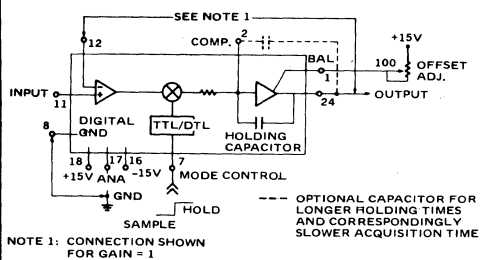 SEE NOTE 1
12
COMP.
2
+15V
BAL
1
100
OFFSET
ADJ.
INPUT
11
24
OUTPUT
DIGITAL
GND
8
TTL/DTL
HOLDING
CAPACITOR
18
17
16
7
+15V
ANA
-15V
MODE CONTROL
GND
HOLD
SAMPLE
--- OPTIONAL CAPACITOR FOR
LONGER HOLDING TIMES
AND CORRESPONDINGLY
SLOWER ACQUISITION TIME
NOTE 1: CONNECTION SHOWN
FOR GAIN = 1